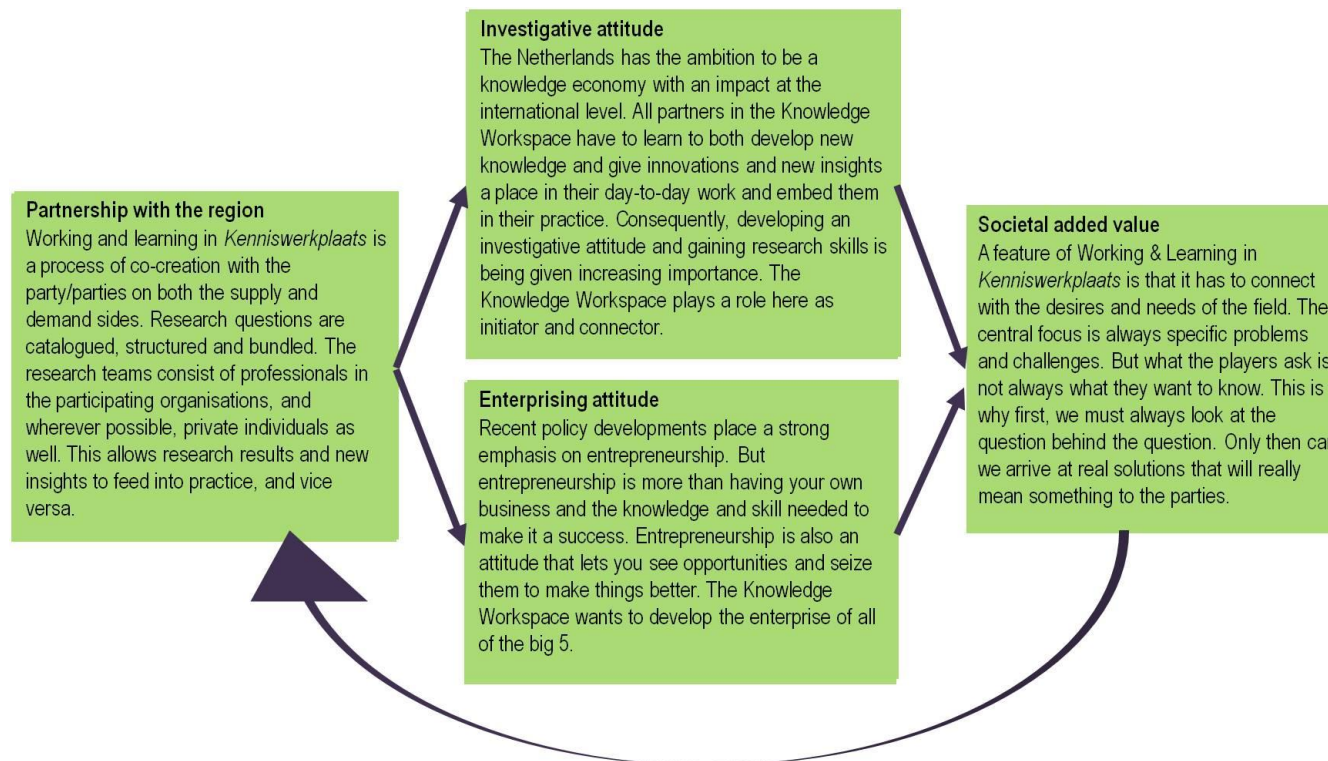 Partnership with the region
Working and learning in Kenniswerkplaats is
a process of co-creation with the
party/parties on both the supply and
demand sides. Research questions are
catalogued, structured and bundled. The
research teams consist of professionals in
the participating organisations, and
wherever possible, private individuals as
well. This allows research results and new
insights to feed into practice, and vice
versa.
Investigative attitude
The Netherlands has the ambition to be a
knowledge economy with an impact at the
international level. All partners in the Knowledge
Workspace have to learn to both develop new
knowledge and give innovations and new insights
a place in their day-to-day work and embed them
in their practice. Consequently, developing an
investigative attitude and gaining research skills is
being given increasing importance. The
Knowledge Workspace plays a role here as
initiator and connector.
Enterprising attitude
Recent policy developments place a strong
emphasis on entrepreneurship. But
entrepreneurship is more than having your own
business and the knowledge and skill needed to
make it a success. Entrepreneurship is also an
attitude that lets you see opportunities and seize
them to make things better. The Knowledge
Workspace wants to develop the enterprise of all
of the big 5.
Societal added value
A feature of Working & Learning in
Kenniswerkplaats is that it has to connect
with the desires and needs of the field. The
central focus is always specific problems
and challenges. But what the players ask is
not always what they want to know. This is
why first, we must always look at the
question behind the question. Only then ca
we arrive at real solutions that will really
mean something to the parties.